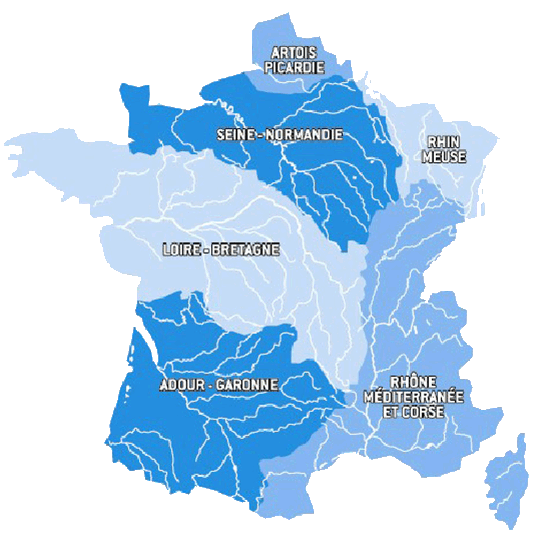 ARTOIS
PICARDIE
SEINE - NORMANDIE
RHIN
MEUSE
LOIRE - BRETAGNE
ADOUR - GARONNE
RHÔNE
MÉDITERRANÉE
ET CORSE